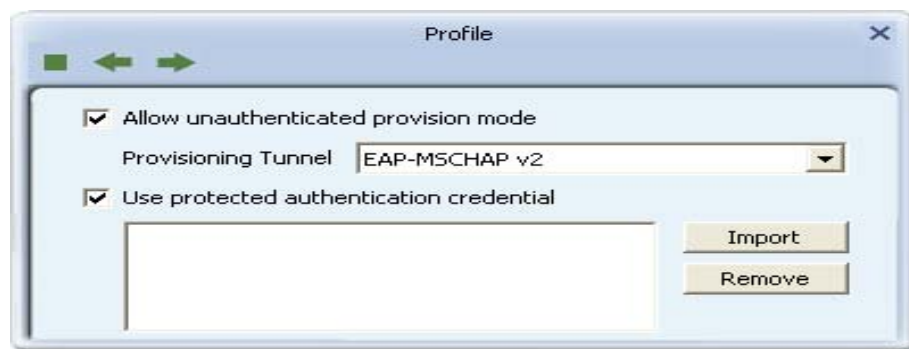 Profile
Allow unauthenticated provision mode
Provisioning Tunnel EAP-MSCHAP v2
Use protected authentication credential
Import
Remove